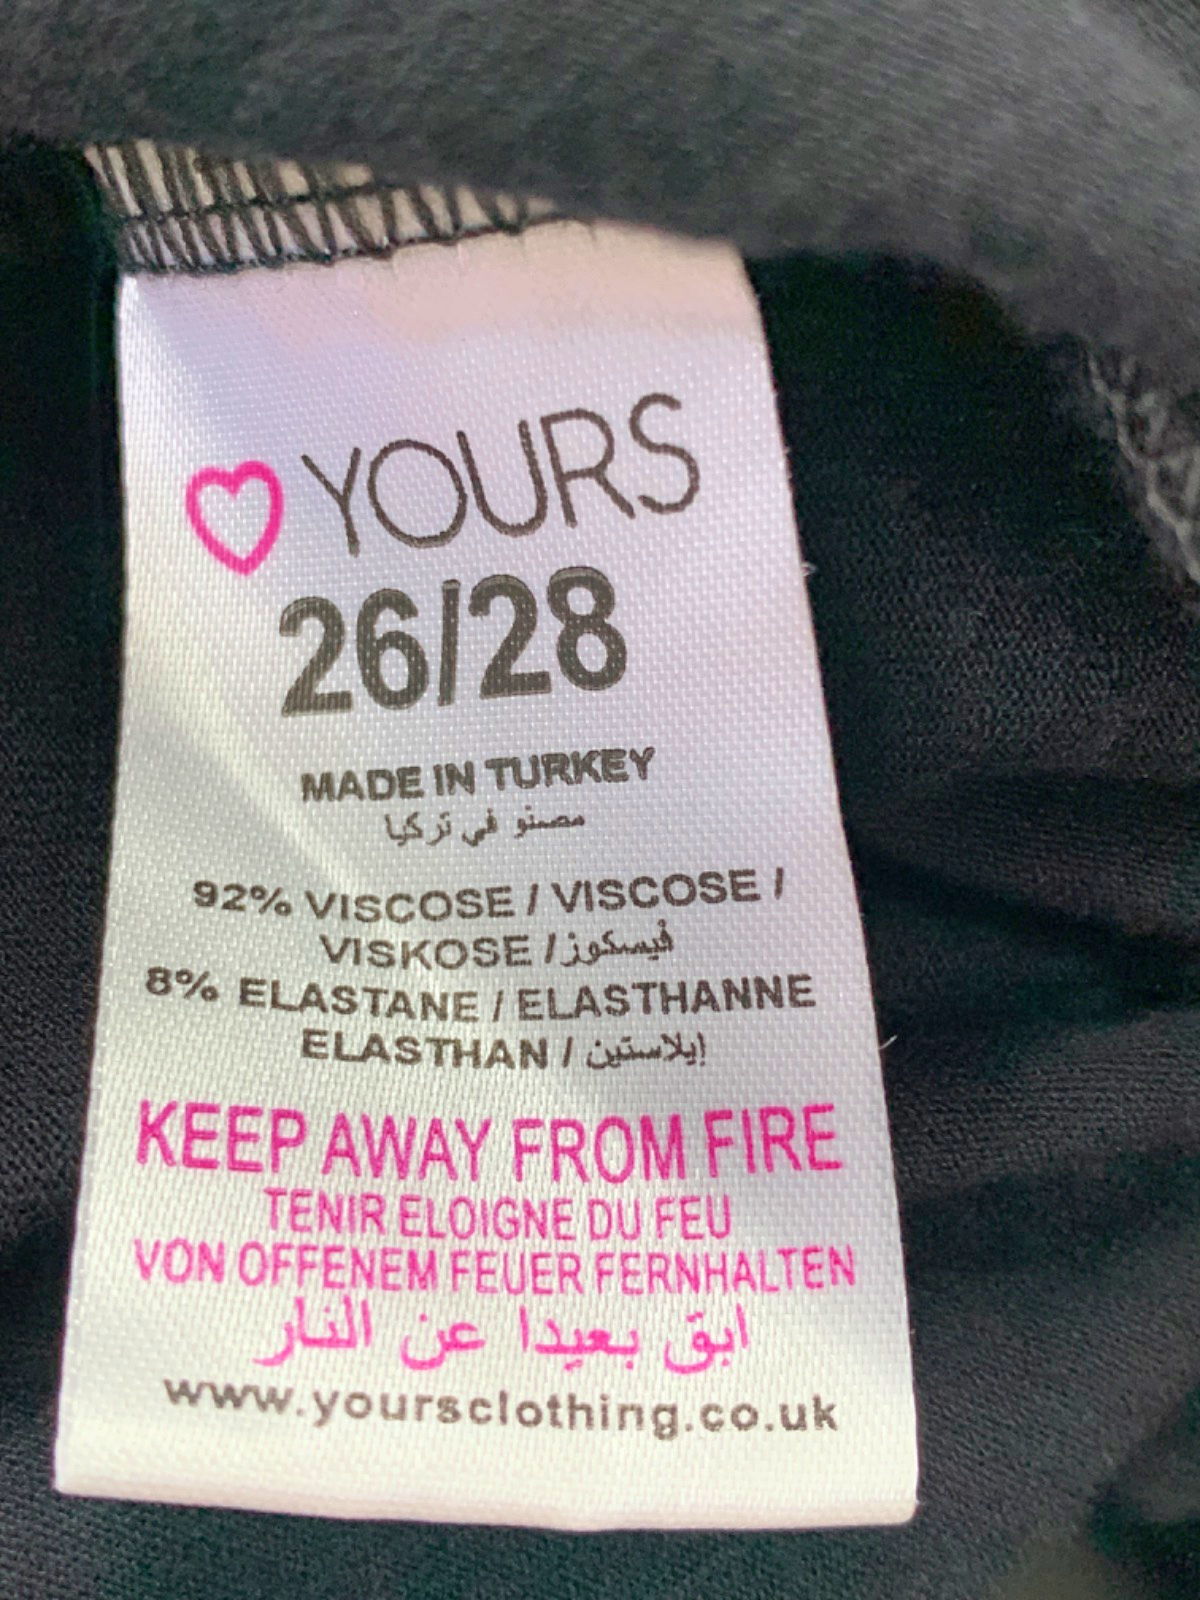 YOURS
26/28
MADE IN TURKEY
مصنو في تركيا
92% VISCOSE / VISCOSE /
VISKOSE / فيسكوز
8% ELASTANE / ELASTHANNE
ELASTHAN / إيلاستين
KEEP AWAY FROM FIRE
TENIR ELOIGNE DU FEU
VON OFFENEM FEUER FERNHALTEN
ابق بعيدا عن النار
www.yoursclothing.co.uk